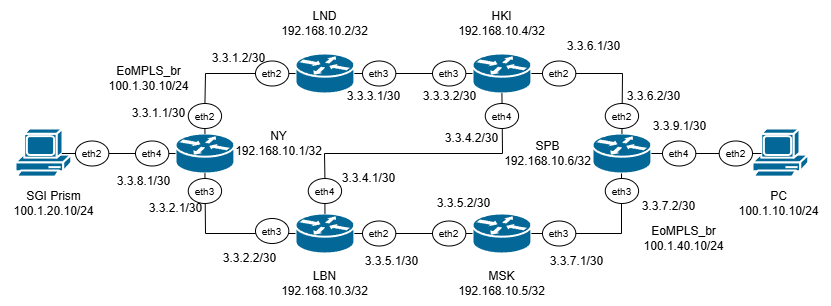 LND
192.168.10.2/32
HKI
192.168.10.4/32
EoMPLS_br
100.1.30.10/24
3.3.1.2/30
eth2
eth3
3.3.3.1/30
eth3
3.3.3.2/30
eth2
3.3.6.1/30
3.3.1.1/30
eth2
eth4
3.3.4.2/30
3.3.6.2/30
eth2
NY
192.168.10.1/32
SPB
192.168.10.6/32
3.3.9.1/30
eth2
eth4
3.3.8.1/30
eth4
eth2
SGI Prism
100.1.20.10/24
PC
100.1.10.10/24
eth3
3.3.2.1/30
3.3.4.1/30
eth4
eth3
3.3.7.2/30
3.3.5.2/30
EoMPLS_br
100.1.40.10/24
eth3
3.3.2.2/30
eth2
3.3.5.1/30
eth2
eth3
3.3.7.1/30
LBN
192.168.10.3/32
MSK
192.168.10.5/32